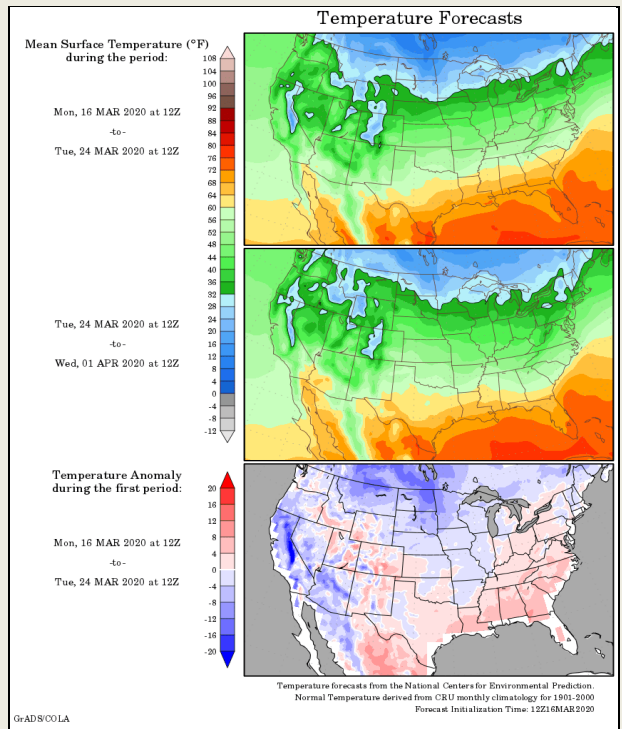 Temperature Forecasts
Mean Surface Temperature (°F)
during the period:
108
104
100
96
92
88
84
80
76
72
68
64
60
56
52
48
44
40
36
32
28
24
20
16
12
8
4
0
-4
-8
-12
Mon, 16 MAR 2020 at 12Z
-to-
Tue, 24 MAR 2020 at 12Z
Tue, 24 MAR 2020 at 12Z
-to-
Wed, 01 APR 2020 at 12Z
Temperature Anomaly
during the first period:
20
16
12
8
4
0
-4
-8
-12
-16
-20
Mon, 16 MAR 2020 at 12Z
-to-
Tue, 24 MAR 2020 at 12Z
Temperature forecasts from the National Centers for Environmental Prediction.
Normal Temperature derived from CRU monthly climatology for 1901-2000
Forecast Initialization Time: 12Z16MAR2020
GrADS/COLA